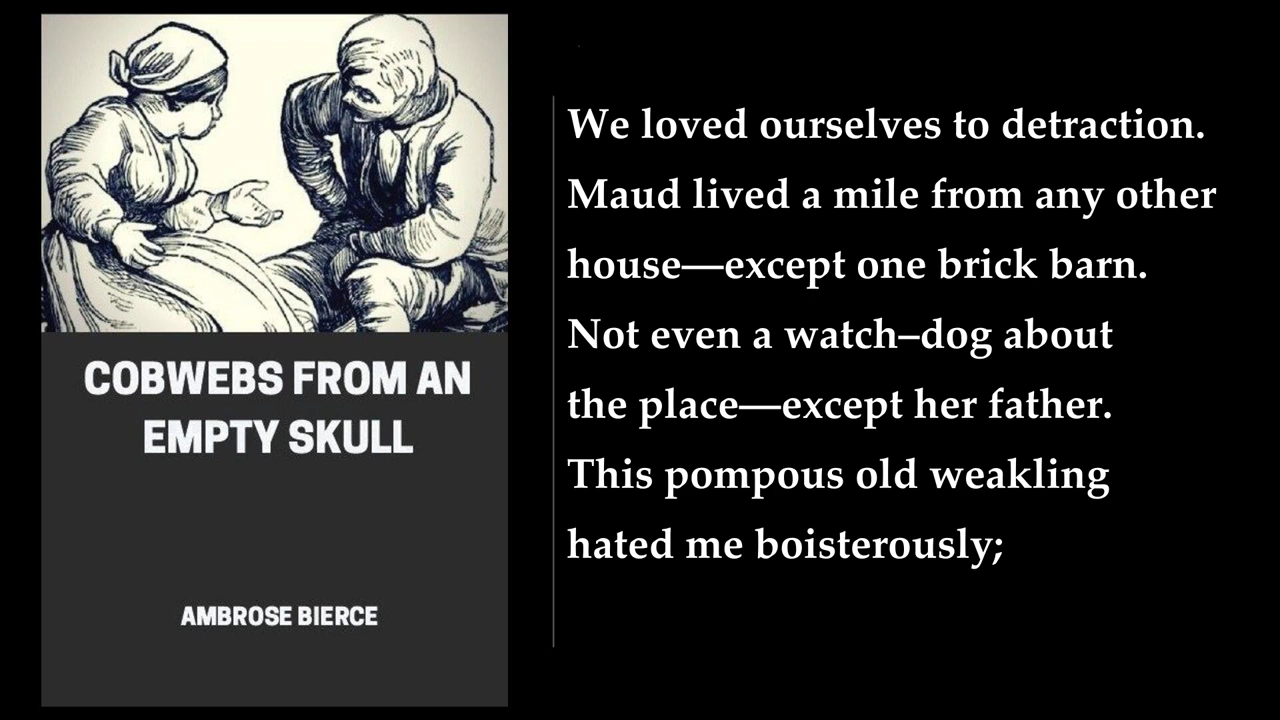 COBWEBS FROM AN
EMPTY SKULL
AMBROSE BIERCE
We loved ourselves to detraction.
Maud lived a mile from any other
house—except one brick barn.
Not even a watch–dog about
the place—except her father.
This pompous old weakling
hated me boisterously;